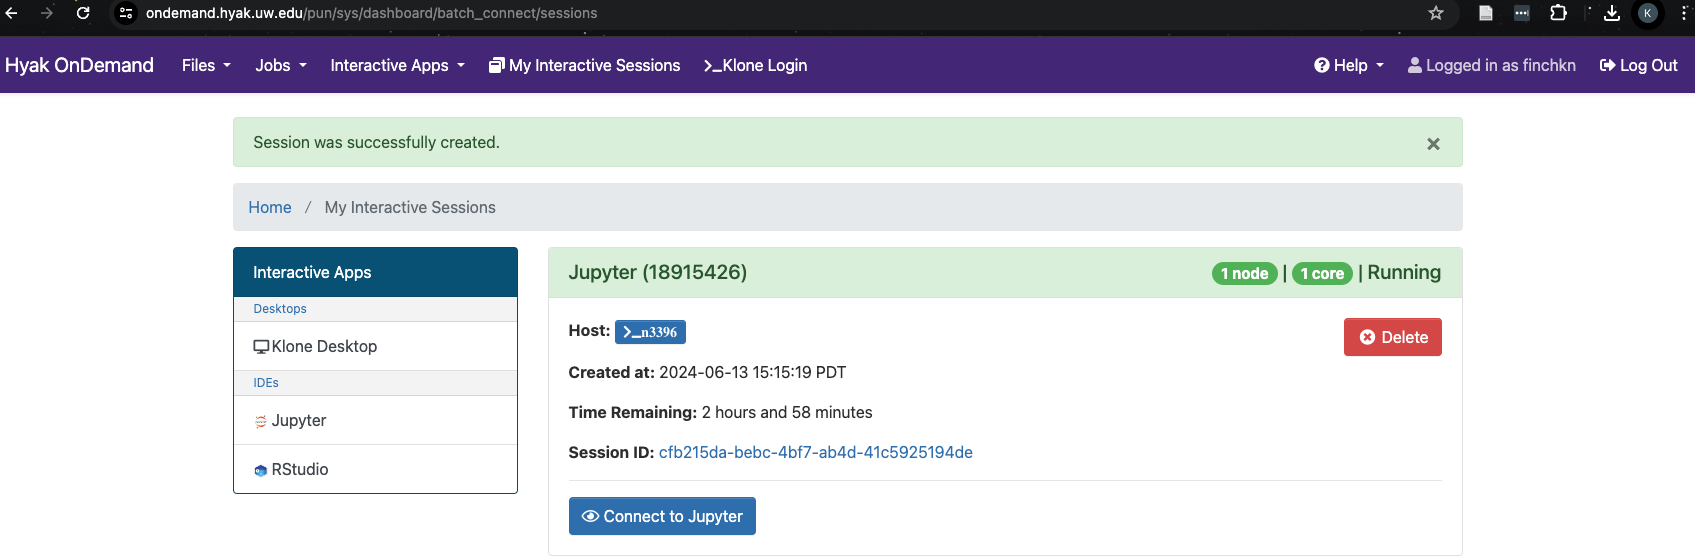 ondemand.hyak.uw.edu/pun/sys/dashboard/batch_connect/sessions K
Hyak OnDemand Files Jobs Interactive Apps My Interactive Sessions >_Klone Login Help Logged in as finchkn Log Out
Session was successfully created. ×
Home / My Interactive Sessions
Interactive Apps
Desktops
Klone Desktop
IDEs
Jupyter
RStudio
Jupyter (18915426) 1 node | 1 core | Running
Host: >_n3396
Delete
Created at: 2024-06-13 15:15:19 PDT
Time Remaining: 2 hours and 58 minutes
Session ID: cfb215da-bebc-4bf7-ab4d-41c5925194de
Connect to Jupyter